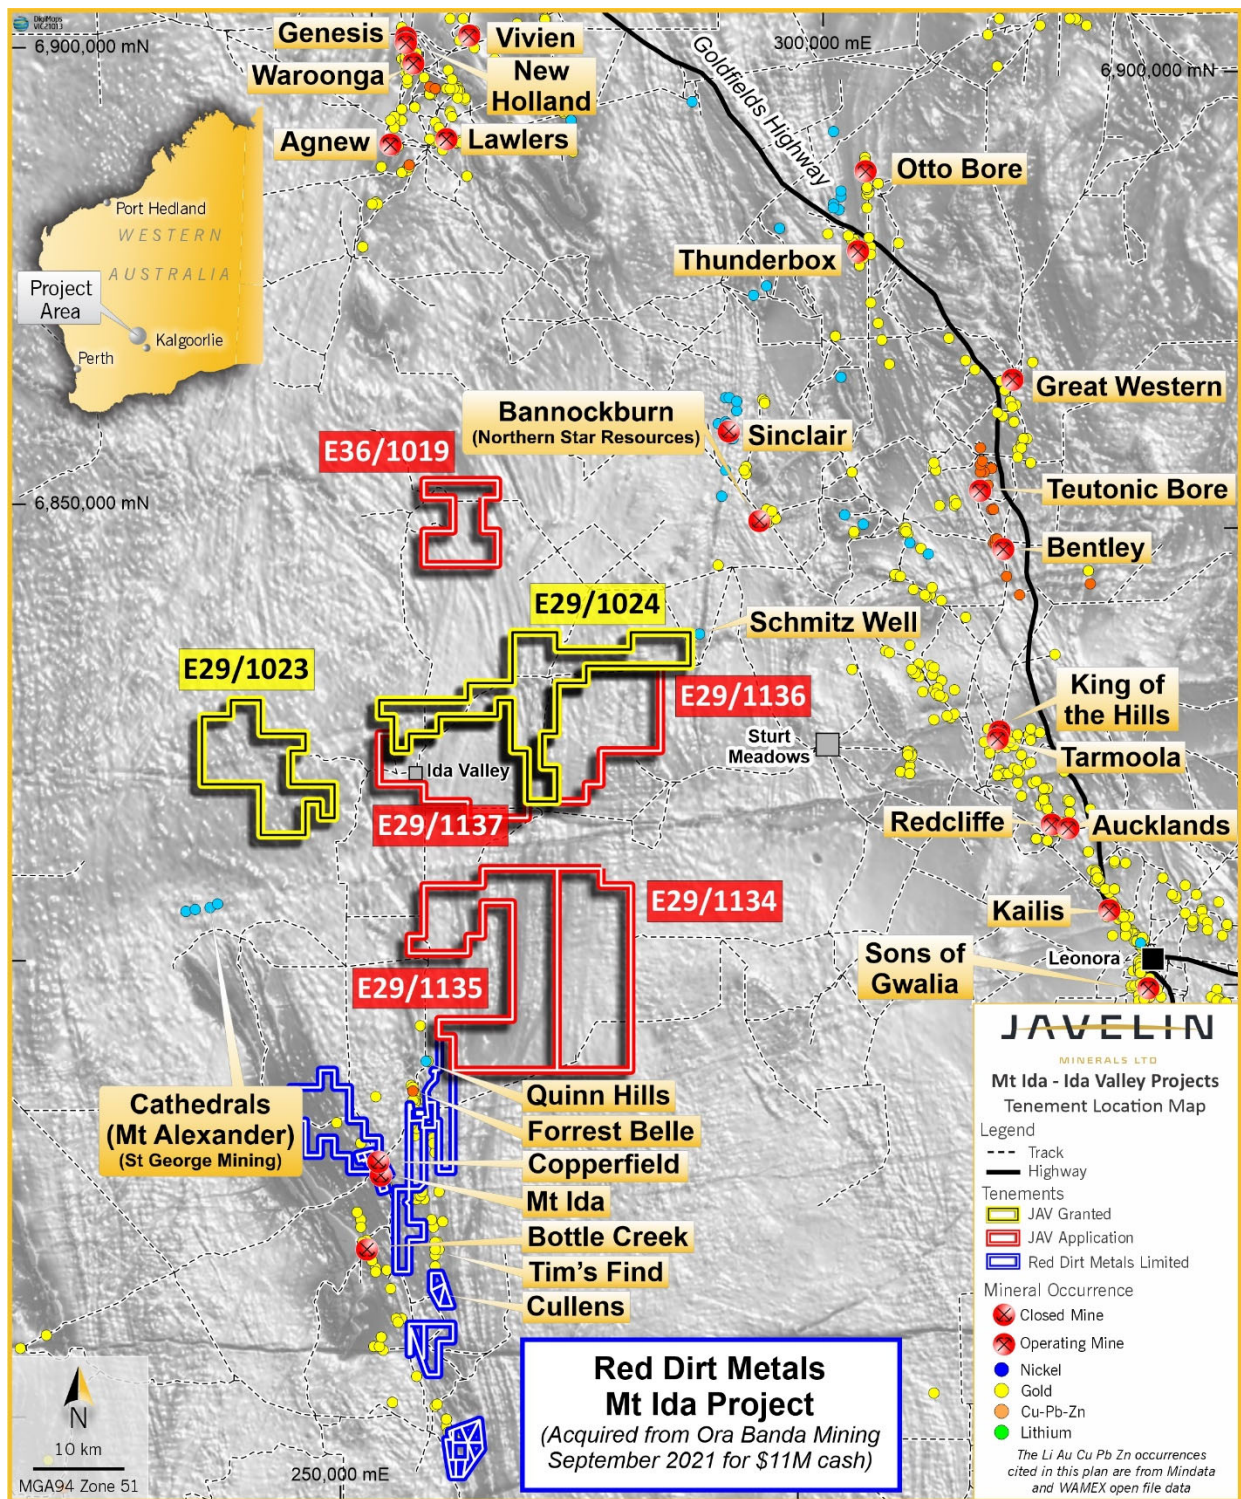 DigiMaps
VIC21013
6,900,000 mN
Genesis
Vivien
Waroonga
New
Holland
Agnew
Lawlers
300,000 mE
6,900,000 mN
Goldfields Highway
Otto Bore
Thunderbox
Port Hedland
WESTERN
AUSTRALIA
Project
Area
Kalgoorlie
Perth
Great Western
Bannockburn
(Northern Star Resources)
Sinclair
E36/1019
6,850,000 mN
Teutonic Bore
Bentley
E29/1024
Schmitz Well
E29/1023
E29/1136
King of
the Hills
Sturt
Meadows
Tarmoola
Ida Valley
E29/1137
Redcliffe
Aucklands
E29/1134
Kailis
Sons of
Gwalia
Leonora
E29/1135
Cathedrals
(Mt Alexander)
(St George Mining)
Quinn Hills
Forrest Belle
Copperfield
Mt Ida
Bottle Creek
Tim's Find
Cullens
JAVELIN
MINERALS LTD
Mt Ida - Ida Valley Projects
Tenement Location Map
Legend
Track
Highway
Tenements
JAV Granted
JAV Application
Red Dirt Metals Limited
Mineral Occurrence
Closed Mine
Operating Mine
Nickel
Gold
Cu-Pb-Zn
Lithium
The Li Au Cu Pb Zn occurrences
cited in this plan are from Mindata
and WAMEX open file data
Red Dirt Metals
Mt Ida Project
(Acquired from Ora Banda Mining
September 2021 for $11M cash)
N
10 km
MGA94 Zone 51
250,000 mE